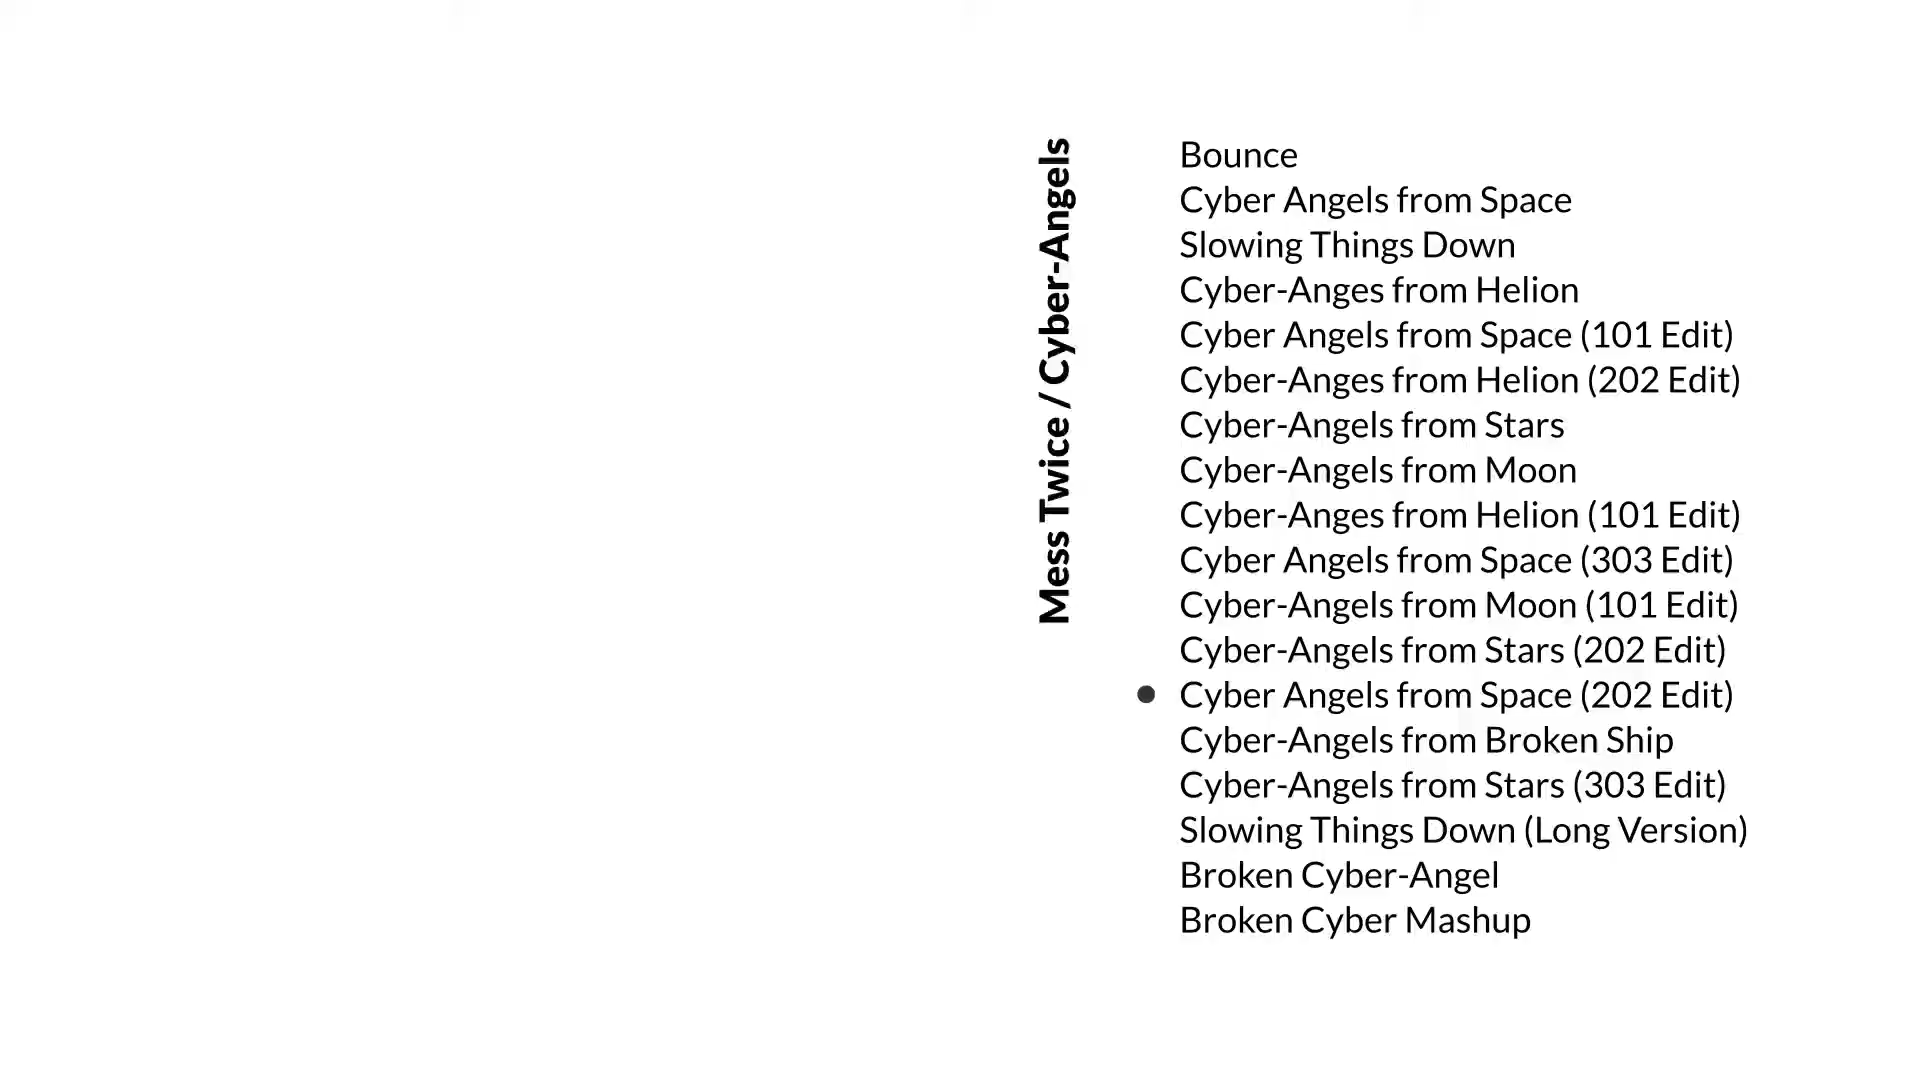 Mess Twice / Cyber-Angels
Bounce
Cyber Angels from Space
Slowing Things Down
Cyber-Anges from Helion
Cyber Angels from Space (101 Edit)
Cyber-Anges from Helion (202 Edit)
Cyber-Angels from Stars
Cyber-Angels from Moon
Cyber-Anges from Helion (101 Edit)
Cyber Angels from Space (303 Edit)
Cyber-Angels from Moon (101 Edit)
Cyber-Angels from Stars (202 Edit)
Cyber Angels from Space (202 Edit)
Cyber-Angels from Broken Ship
Cyber-Angels from Stars (303 Edit)
Slowing Things Down (Long Version)
Broken Cyber-Angel
Broken Cyber Mashup